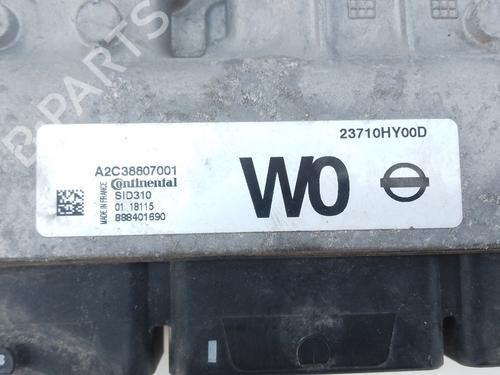 23710HY00D
A2C38807001
Continental
SID310
01 18115
888401690
MADE IN FRANCE
W0
B-PARTS